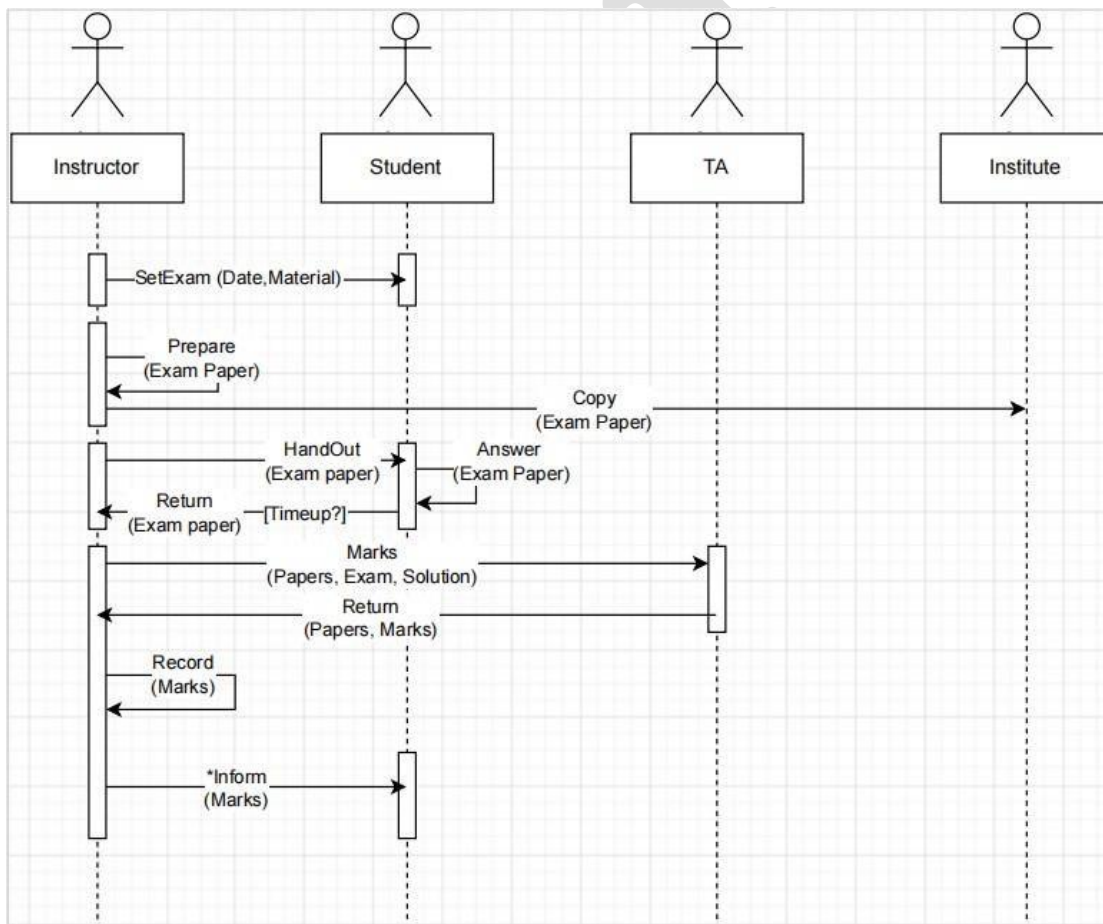 Instructor
Student
TA
Institute
SetExam (Date,Material)
Prepare
(Exam Paper)
Copy
(Exam Paper)
HandOut
(Exam paper)
Answer
(Exam Paper)
Return
(Exam paper)
[Timeup?]
Marks
(Papers, Exam, Solution)
Return
(Papers, Marks)
Record
(Marks)
*Inform
(Marks)